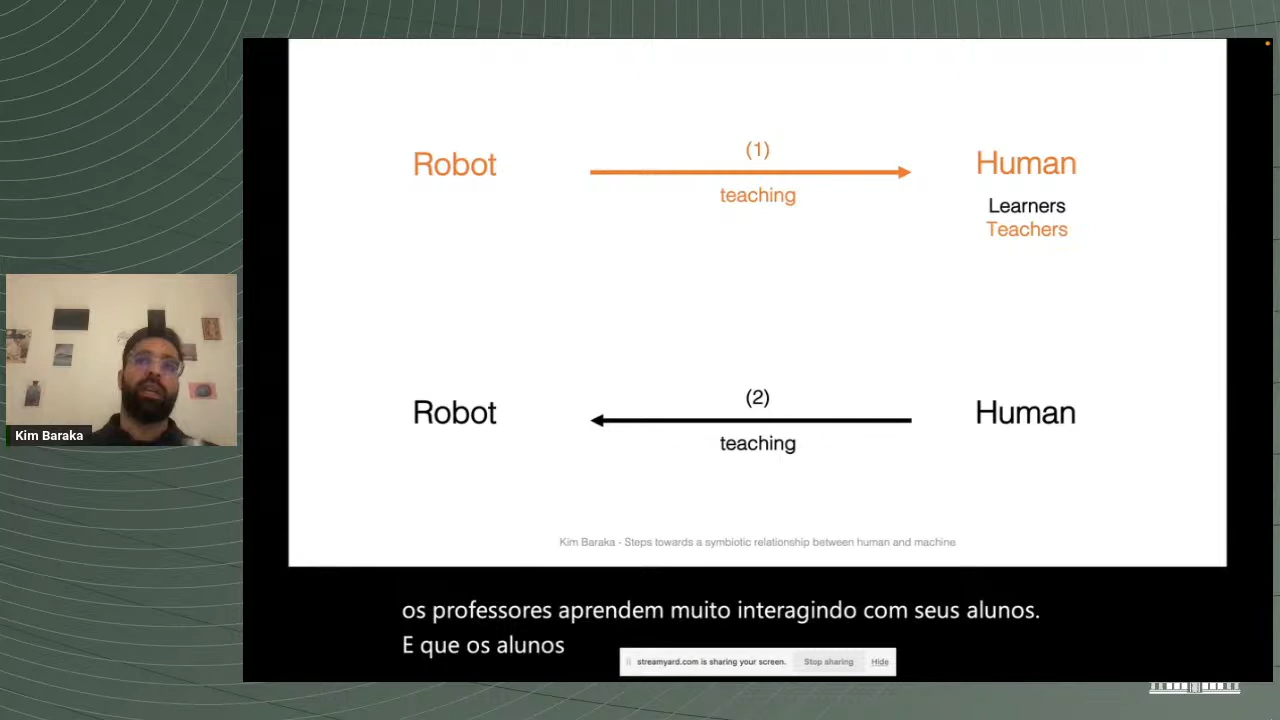 (1)
Robot
Human
teaching
Learners
Teachers
(2)
Robot
Human
teaching
Kim Baraka
Kim Baraka - Steps towards a symbiotic relationship between human and machine
os professores aprendem muito interagindo com seus alunos.
E que os alunos
streamyard.com is sharing your screen.
Stop sharing
Hide